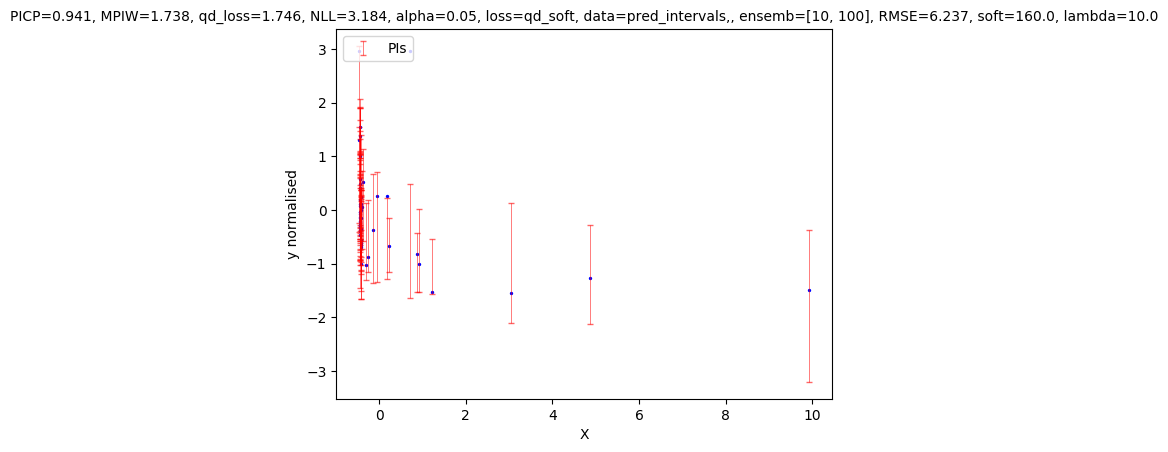 PICP=0.941, MPIW=1.738, qd_loss=1.746, NLL=3.184, alpha=0.05, loss=qd_soft, data=pred_intervals,, ensemb=[10, 100], RMSE=6.237, soft=160.0, lambda=10.0
PIs
3
2
1
0
−1
−2
−3
y normalised
0 2 4 6 8 10
X